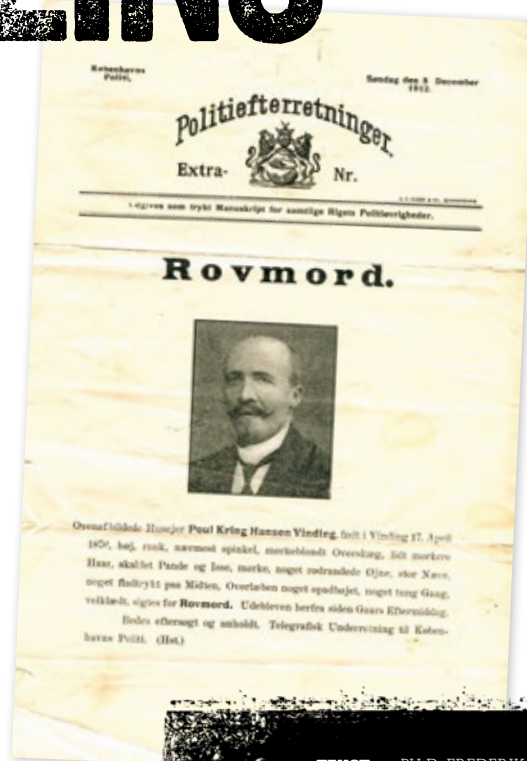 Københavns
Politi.
Søndag den 8 December
1912.
Politiefterretninger.
Extra- Nr.
Udgives som trykt Manuskript for samtlige Rigets Politiøvrigheder.
Rovmord.
Ovenafbildede Husejer Poul Kring Hansen Vinding, født i Vinding 17. April
høj, rank, nærmest spinkel, mørkeblondt Overskæg, lidt mørkere
Haar, skaldet Pande og Isse, mørke, noget rødrandede Øjne, stor Næse,
noget fladtrykt paa Midten, Overlæben noget opadbøjet, noget tung Gang,
velklædt, sigtes for Rovmord. Udebleven herfra siden Gaars Eftermiddag.
Bedes eftersøgt og anholdt. Telegrafisk Underretning til Køben-
havns Politi. (Hst.)
PH.D. FREDERIK